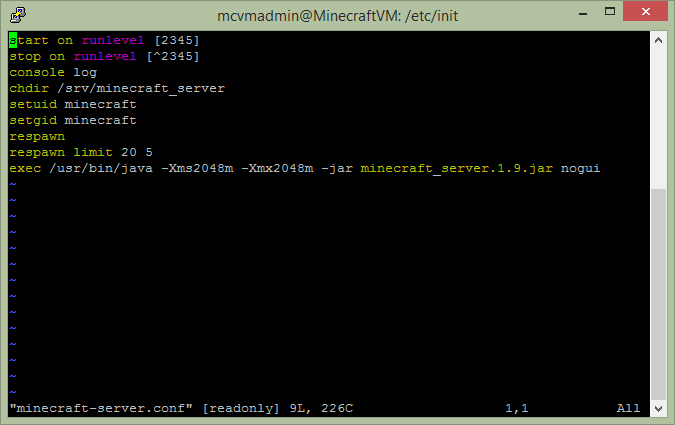 mcvmadmin@MinecraftVM: /etc/init
start on runlevel [2345]
stop on runlevel [^2345]
console log
chdir /srv/minecraft_server
setuid minecraft
setgid minecraft
respawn
respawn limit 20 5
exec /usr/bin/java -Xms2048m -Xmx2048m -jar minecraft_server.1.9.jar nogui
~
~
~
~
~
~
~
~
~
~
~
~
~
~
"minecraft-server.conf" [readonly] 9L, 226C 1,1 All